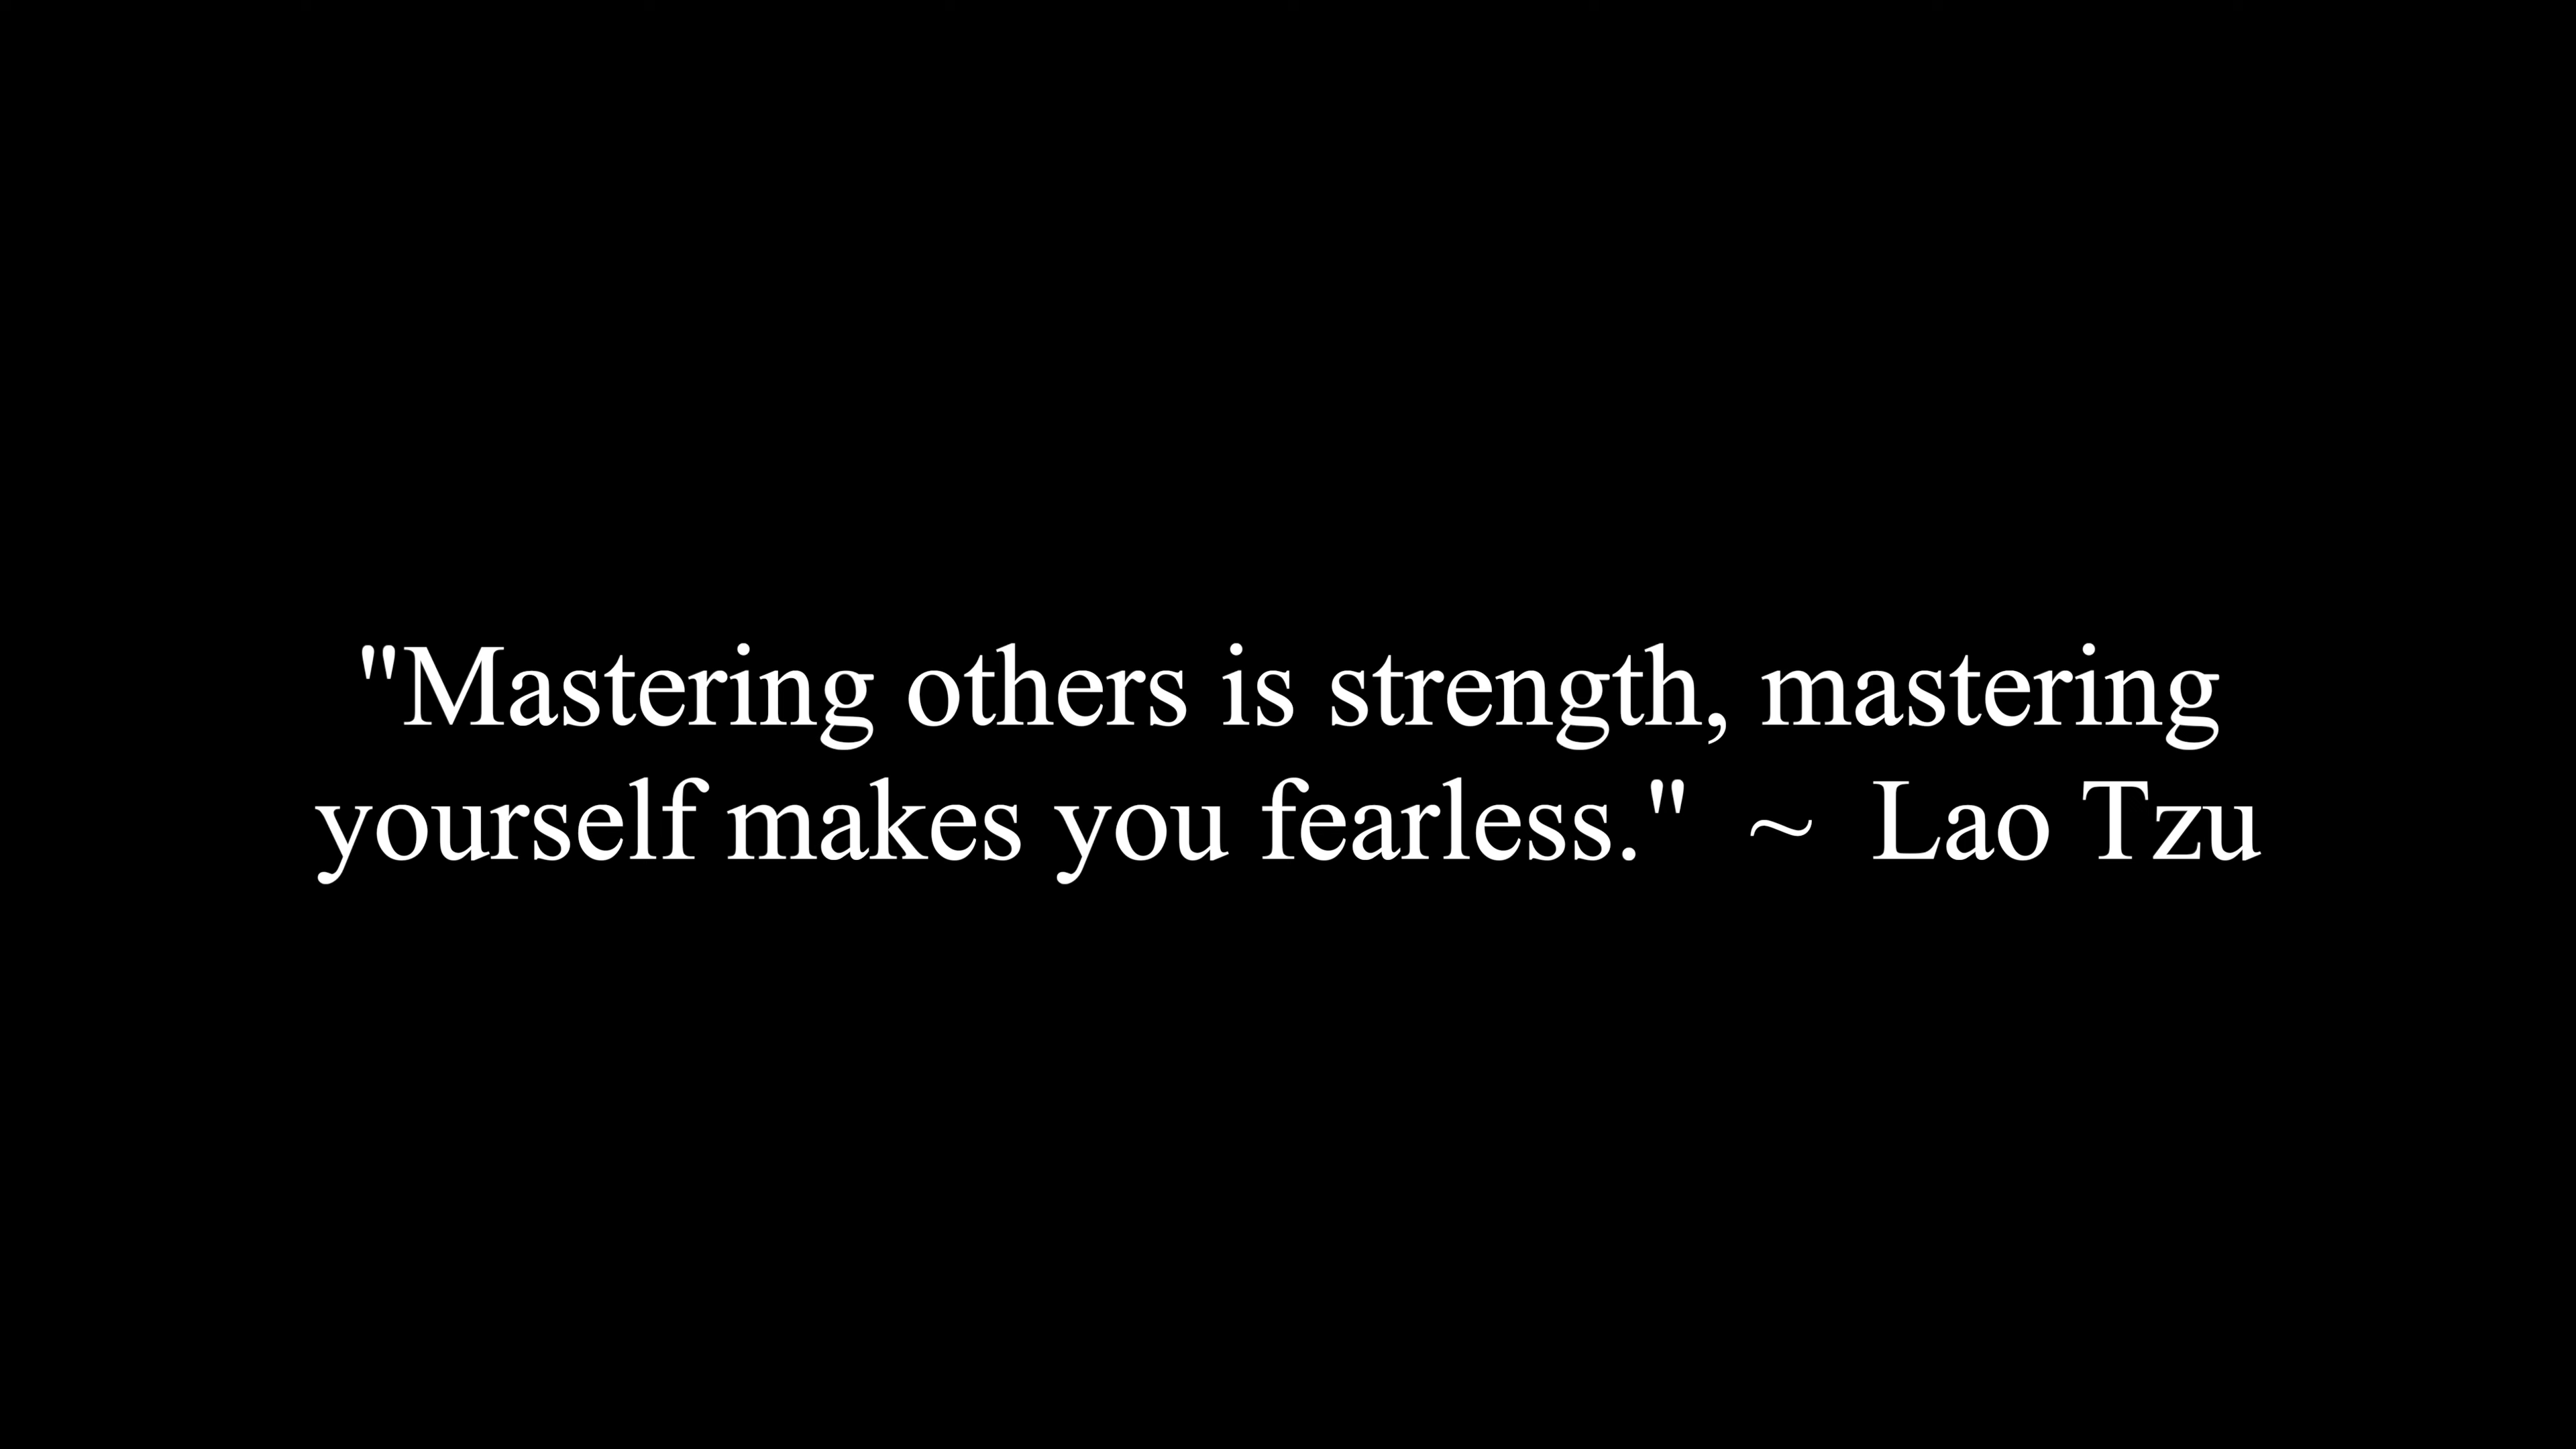 "Mastering others is strength, mastering
yourself makes you fearless."  ~  Lao Tzu